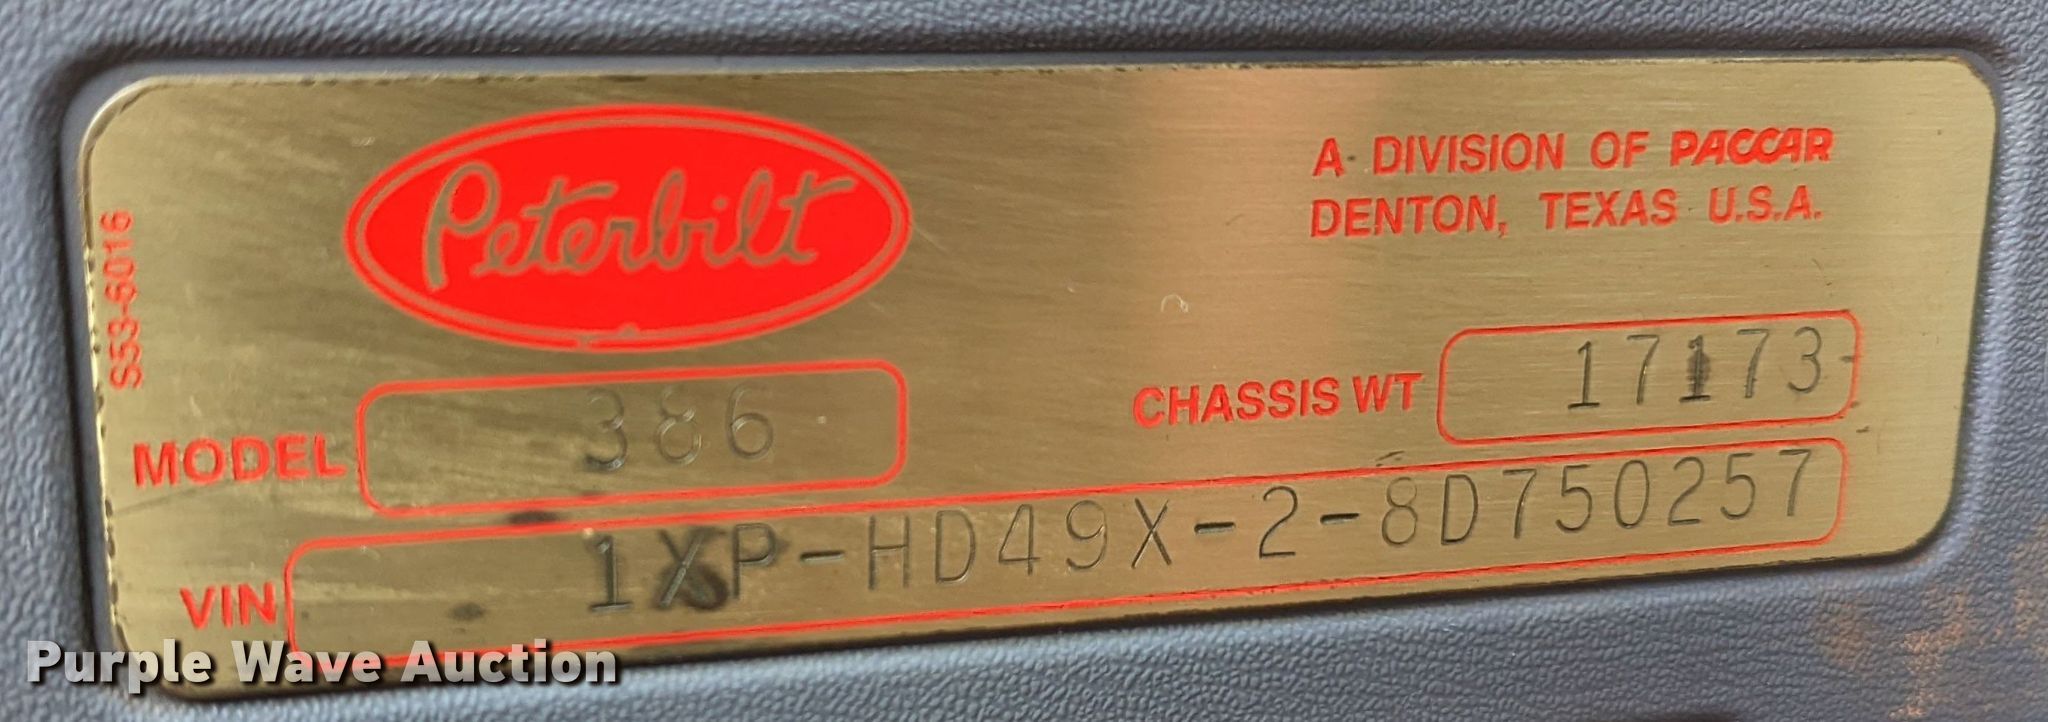 Peterbilt
A DIVISION OF PACCAR
DENTON, TEXAS U.S.A.
S53-6016
MODEL 386
CHASSIS WT 17173
VIN 1XP-HD49X-2-8D750257
Purple Wave Auction